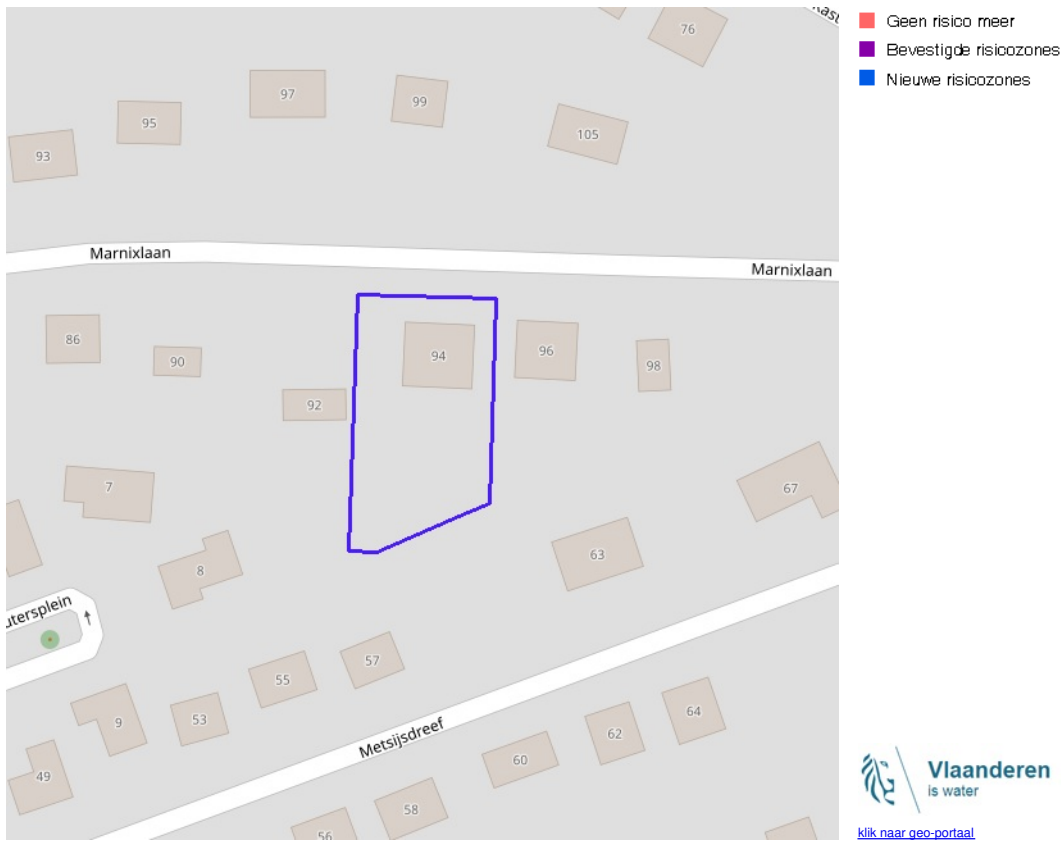 Kast
76
97
99
95
105
93
Marnixlaan
Marnixlaan
86
90
94
96
98
92
7
67
8
63
utersplein
57
55
53
9
64
62
Metsijsdreef
60
49
58
56
Geen risico meer
Bevestigde risicozones
Nieuwe risicozones
Vlaanderen
is water
klik naar geo-portaal